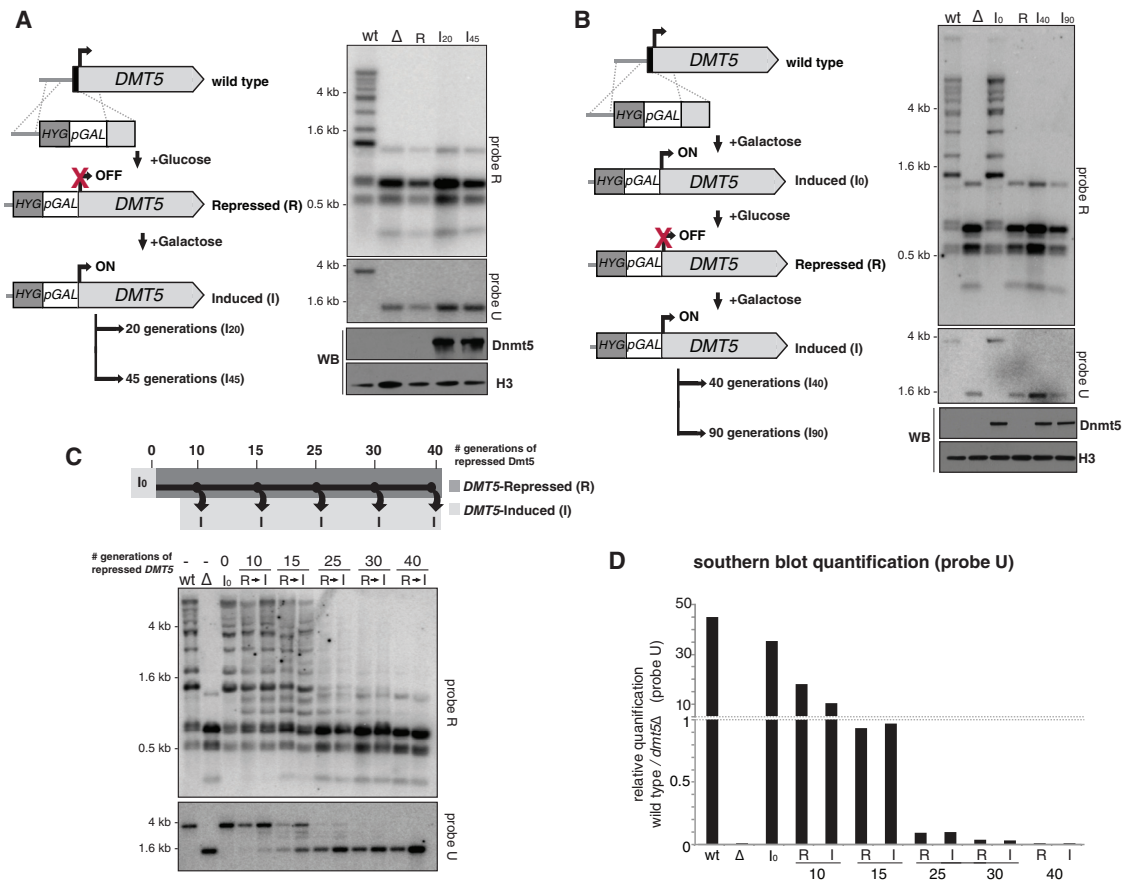 A
DMT5
wild type
HYG pGAL
+Glucose
OFF
HYG pGAL DMT5 Repressed (R)
+Galactose
ON
HYG pGAL DMT5 Induced (I)
20 generations (I20)
45 generations (I45)
wt Δ R I20 I45
4 kb
1.6 kb
0.5 kb
probe R
4 kb
1.6 kb
probe U
WB
Dnmt5
H3
B
DMT5
wild type
HYG pGAL
+Galactose
ON
HYG pGAL DMT5
Induced (I0)
+Glucose
OFF
HYG pGAL DMT5
Repressed (R)
+Galactose
ON
HYG pGAL DMT5 Induced (I)
40 generations (I40)
90 generations (I90)
wt Δ I0 R I40 I90
4 kb
1.6 kb
0.5 kb
probe R
4 kb
1.6 kb
probe U
WB
Dnmt5
H3
C
0 10 15 25 30 40
# generations of
repressed Dmt5
I0
DMT5-Repressed (R)
DMT5-Induced (I)
I I I I I
# generations of
repressed DMT5
- - 0 10 15 25 30 40
wt Δ I0 R→I R→I R→I R→I R→I
4 kb
1.6 kb
0.5 kb
probe R
4 kb
1.6 kb
probe U
D
southern blot quantification (probe U)
relative quantification
wild type / dmt5Δ (probe U)
50
30
10
1
0.5
0
wt Δ I0 R I R I R I R I R I
10 15 25 30 40